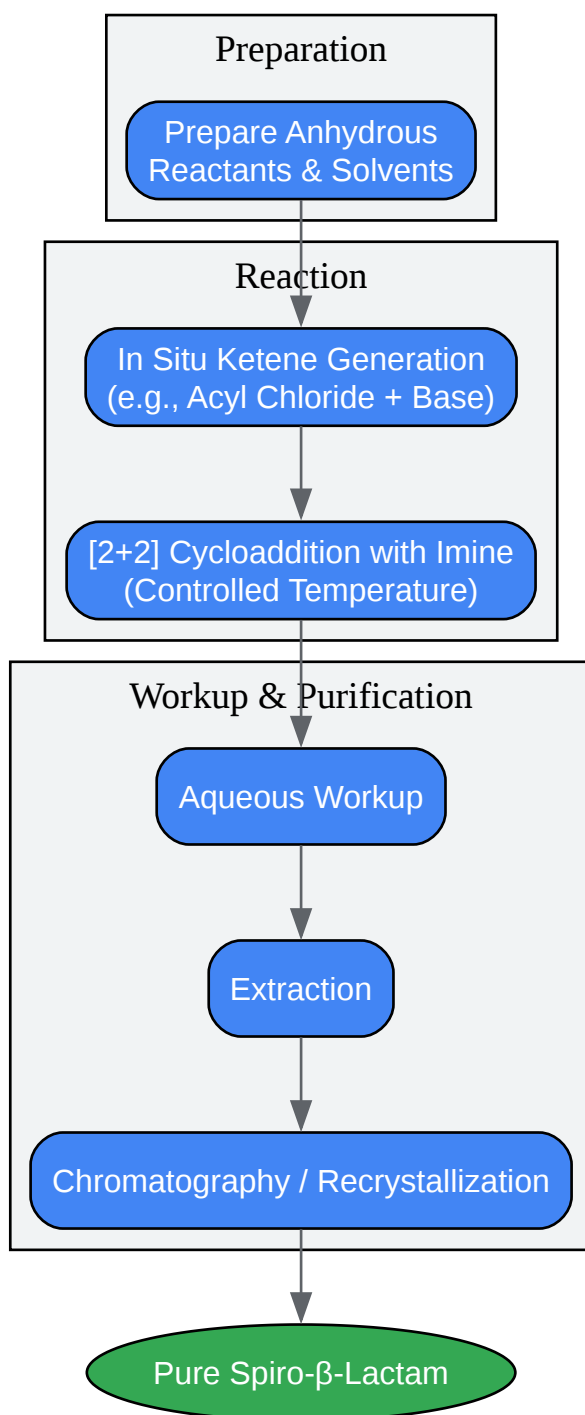 Preparation
Prepare Anhydrous
Reactants & Solvents
Reaction
In Situ Ketene Generation
(e.g., Acyl Chloride + Base)
[2+2] Cycloaddition with Imine
(Controlled Temperature)
Workup & Purification
Aqueous Workup
Extraction
Chromatography / Recrystallization
Pure Spiro-β-Lactam